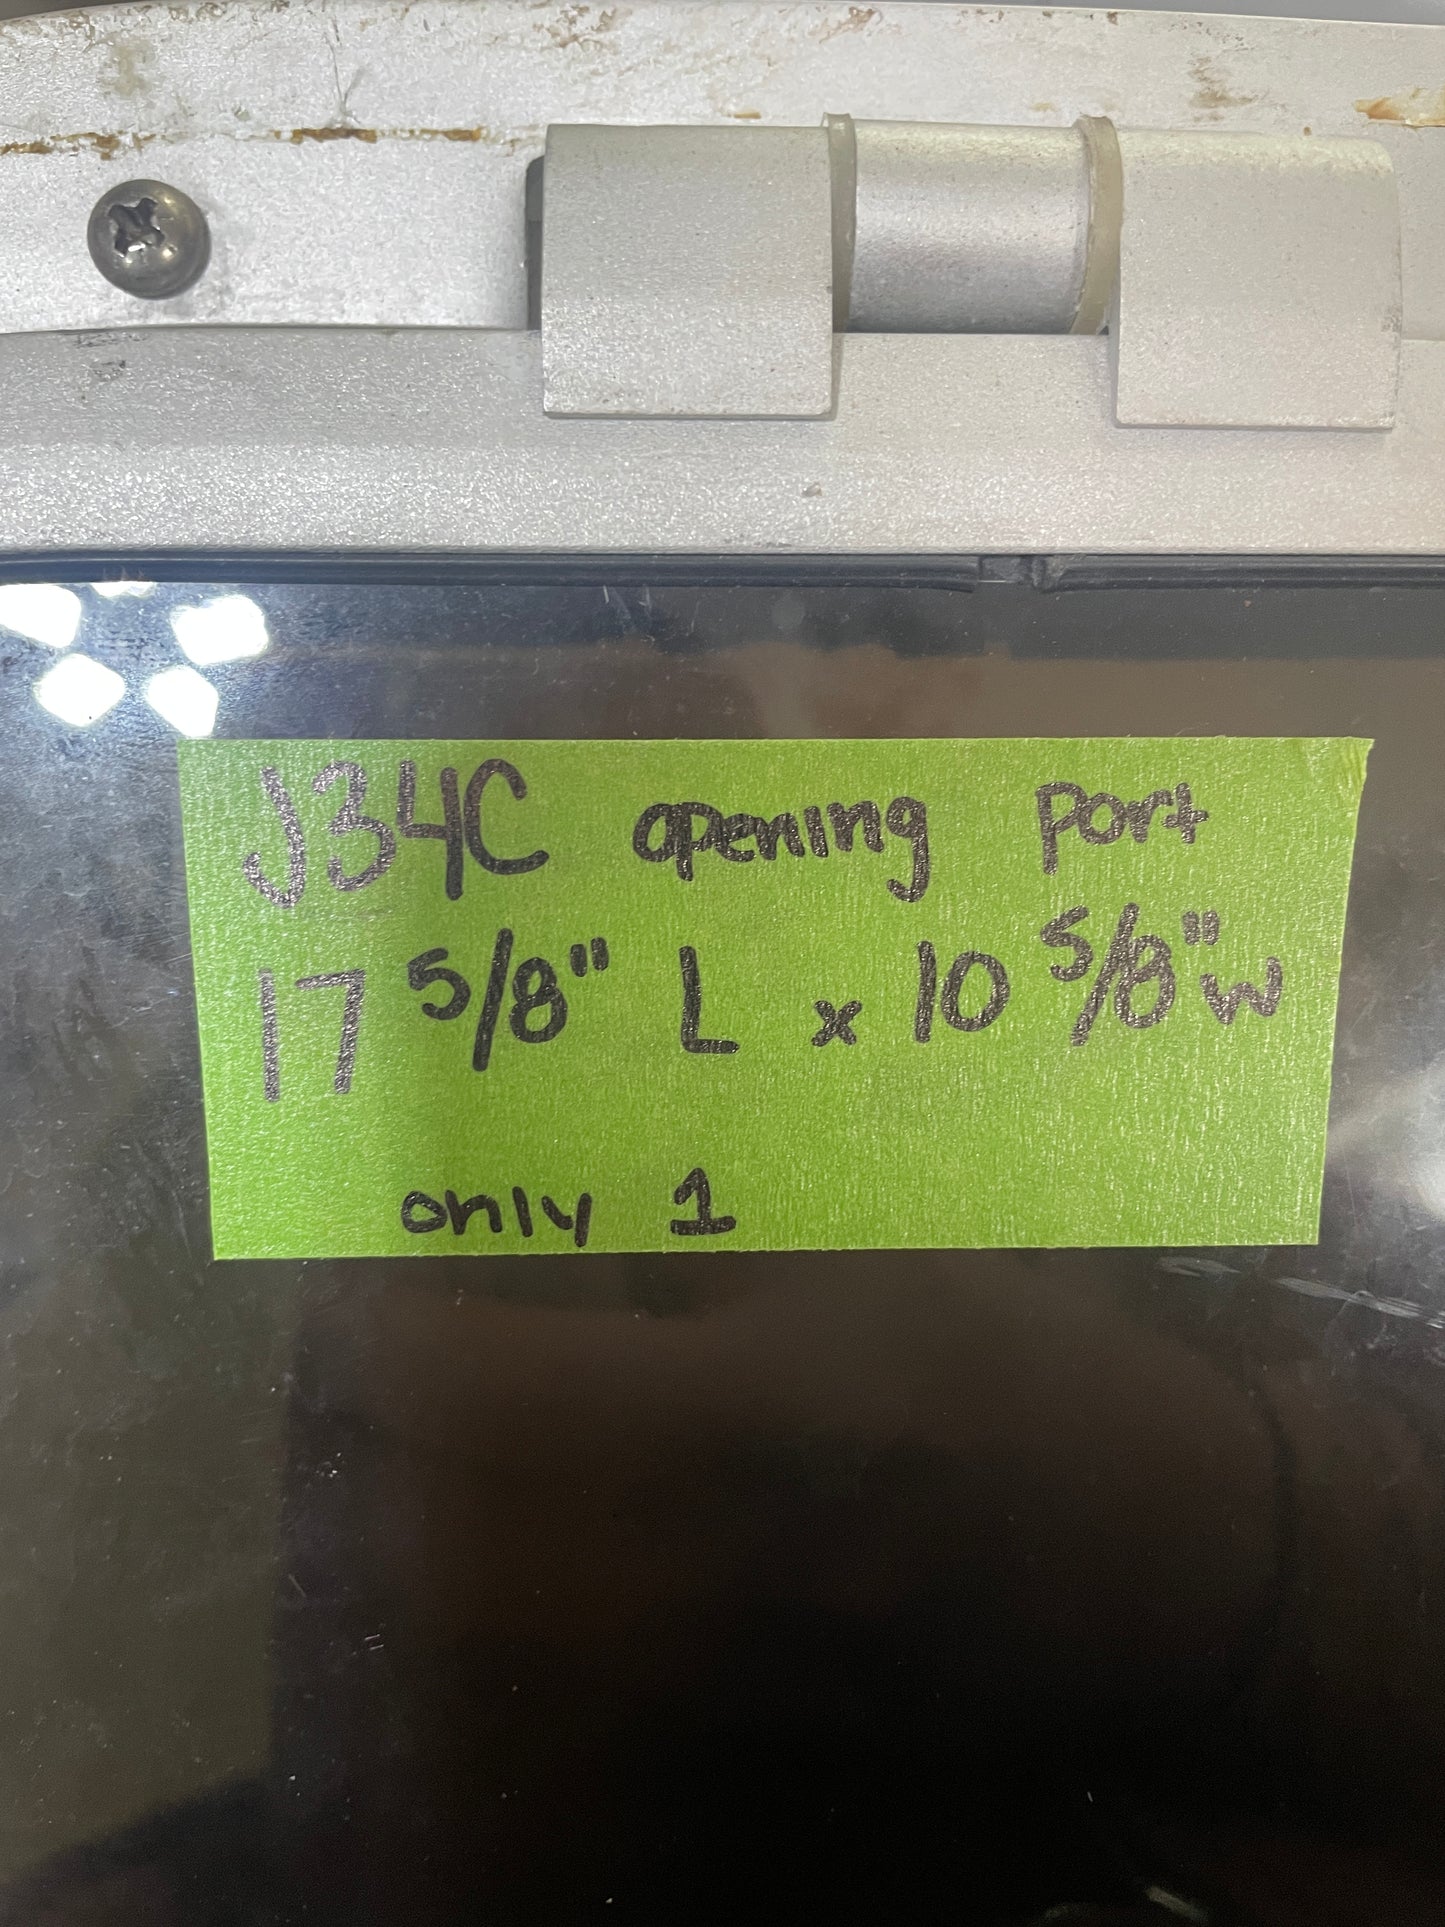 J34C opening Port
17 5/8" L x 10 5/8" W
only 1